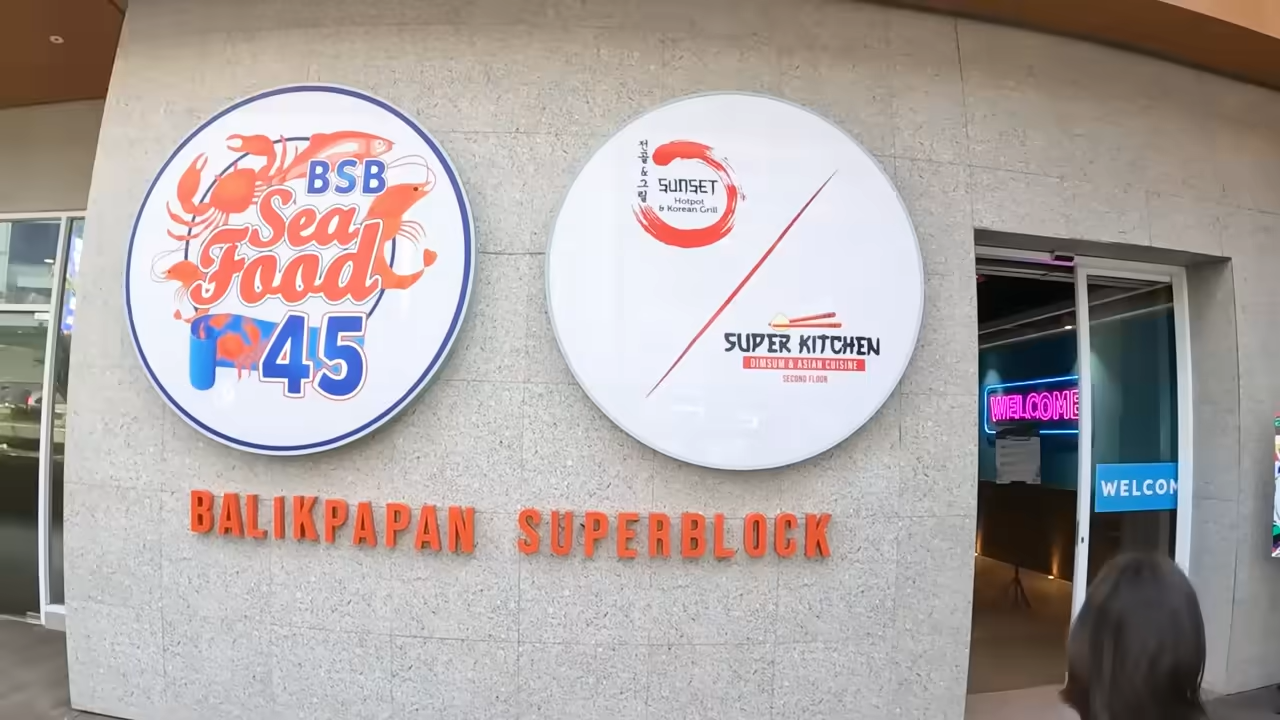 BSB
Sea
Food
45
전골&그릴
SUNSET
Hotpot
& Korean Grill
SUPER KITCHEN
DIMSUM & ASIAN CUISINE
SECOND FLOOR
BALIKPAPAN SUPERBLOCK
WELCOME
WELCOM